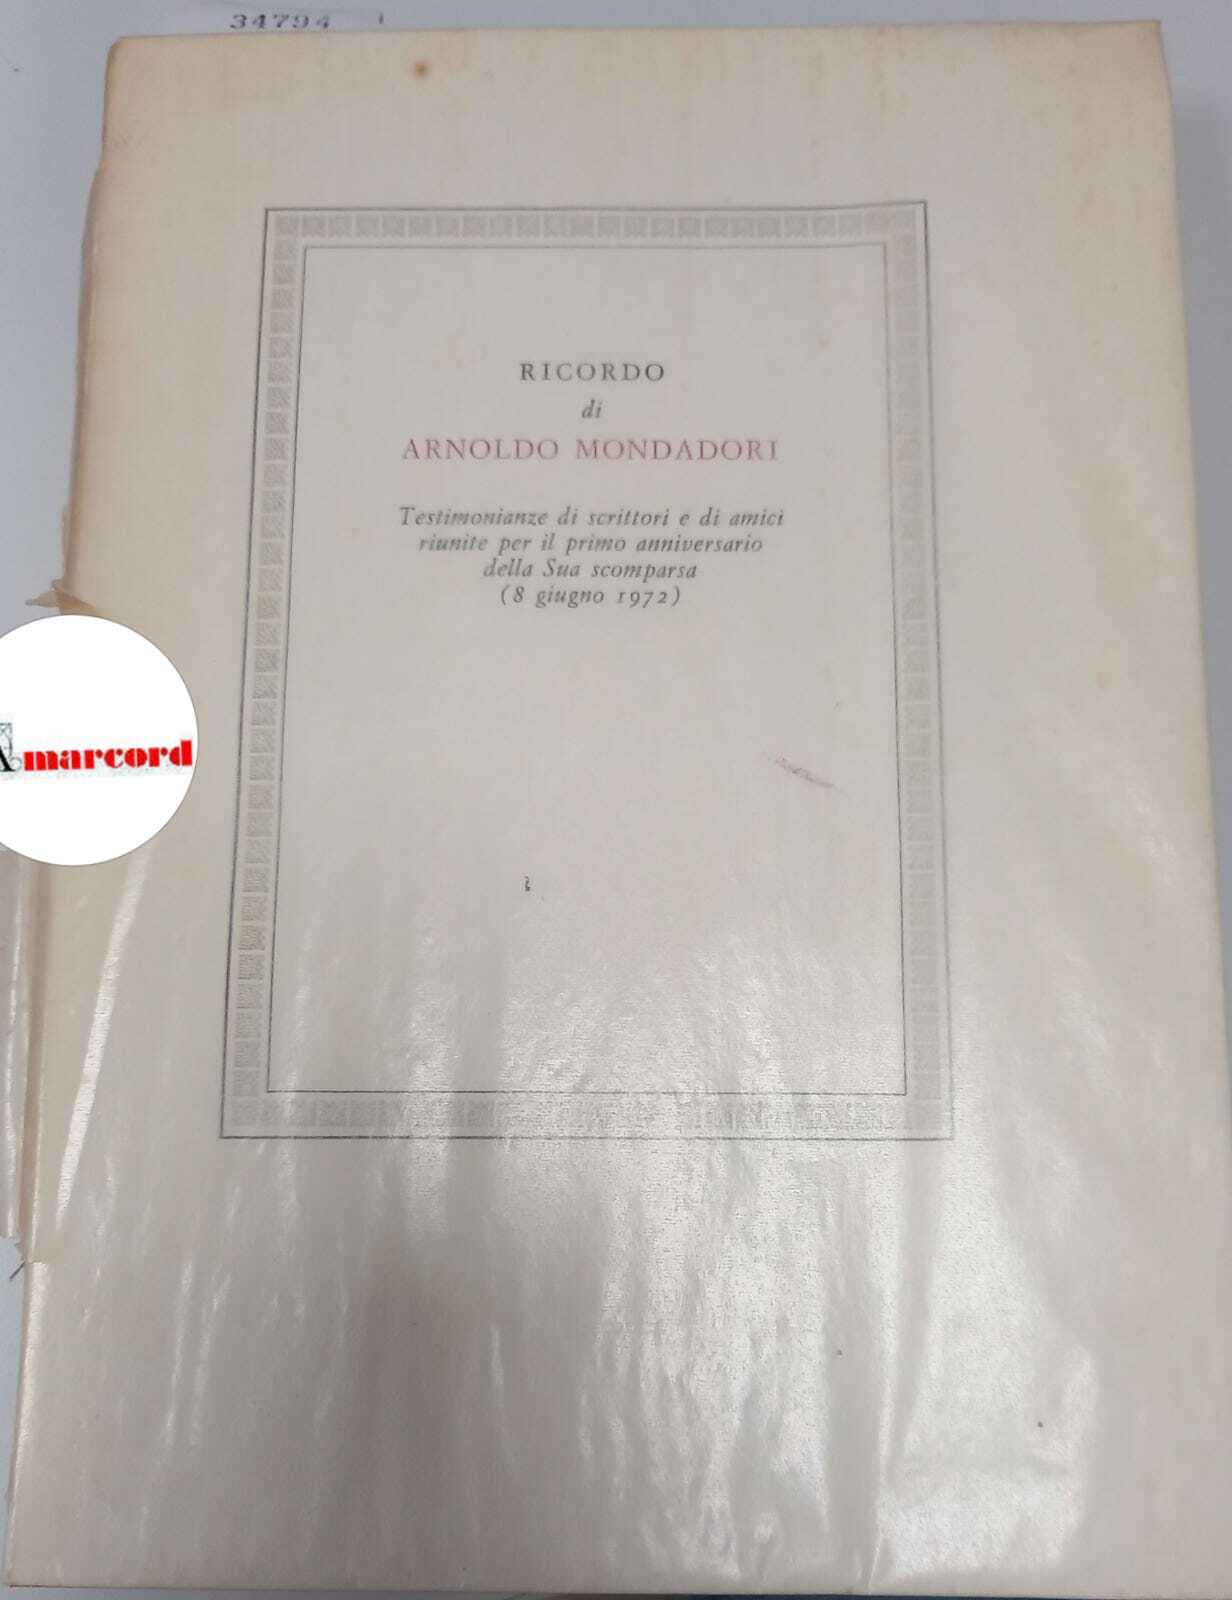 34794
RICORDO
di
ARNOLDO MONDADORI
Testimonianze di scrittori e di amici
riunite per il primo anniversario
della Sua scomparsa
(8 giugno 1972)
Amarcord